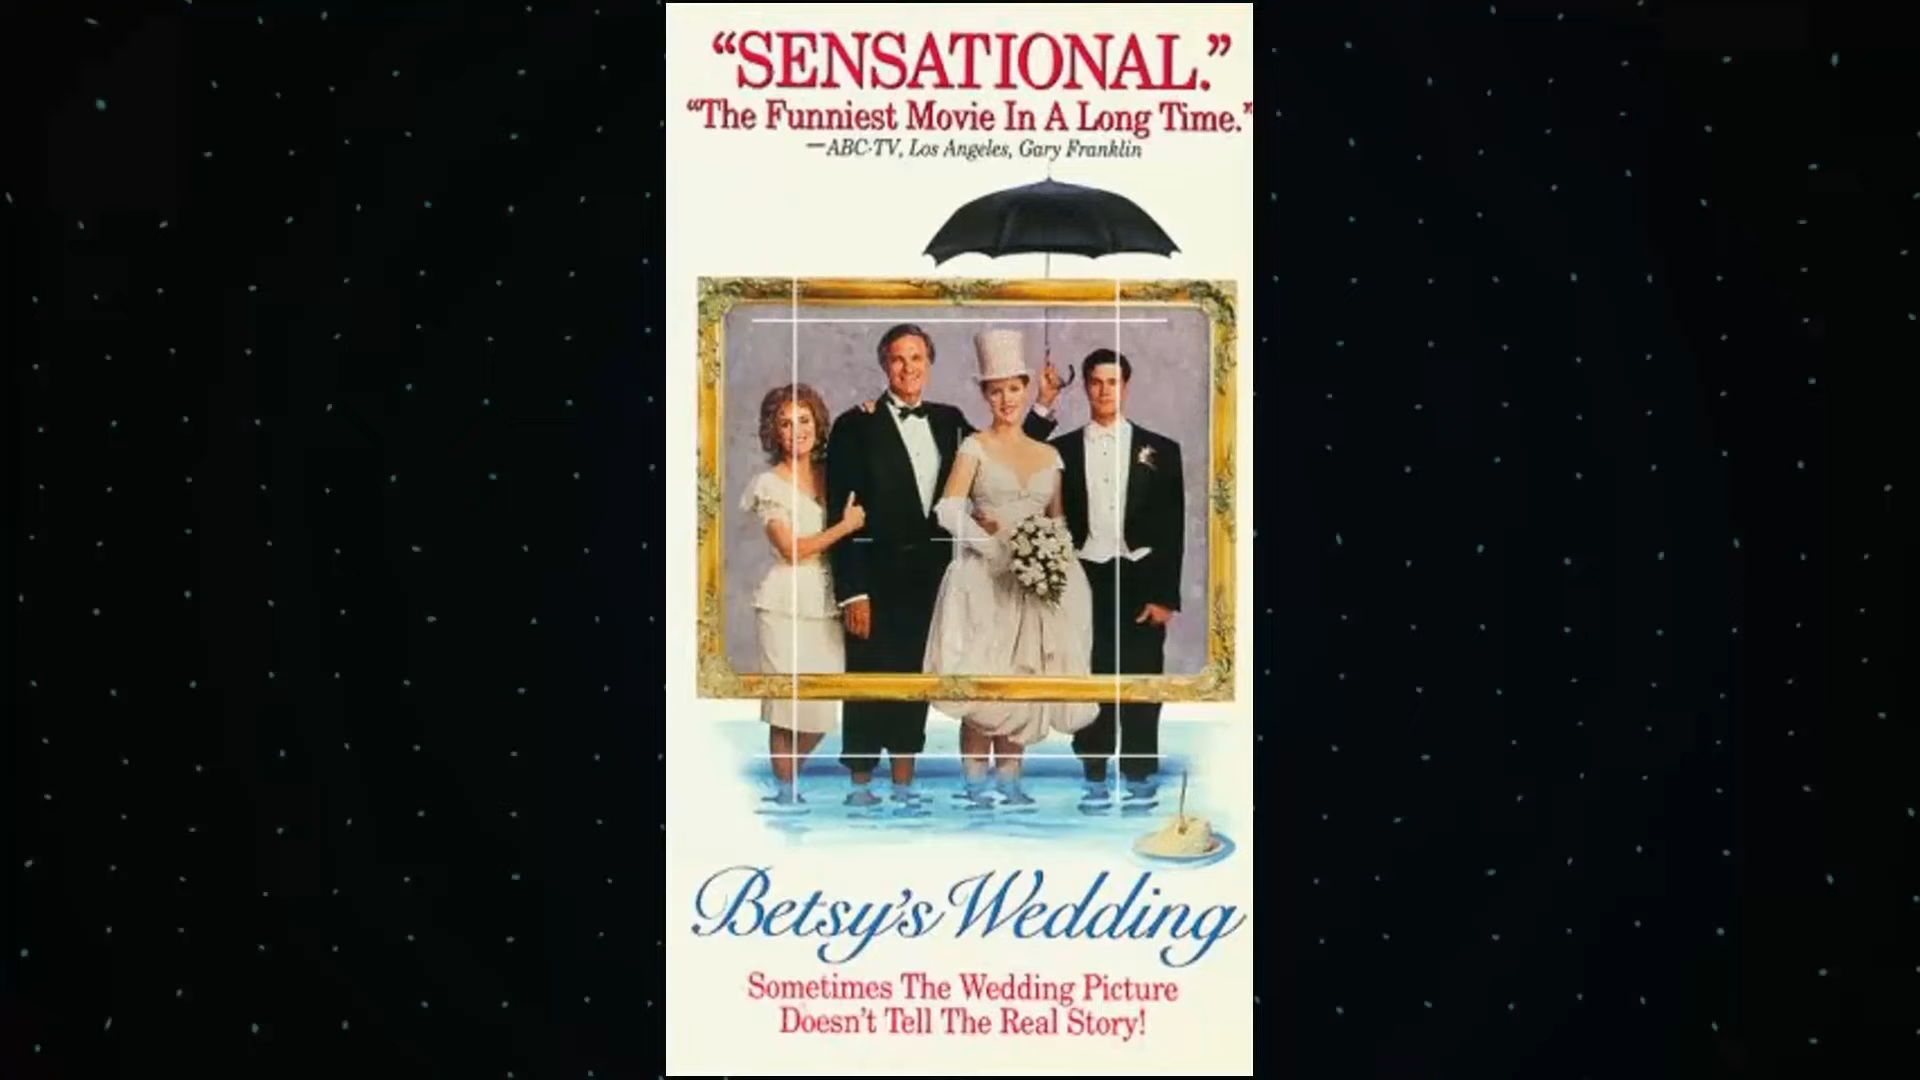 “SENSATIONAL.”
“The Funniest Movie In A Long Time.”
—ABC-TV, Los Angeles, Gary Franklin
Betsy's Wedding
Sometimes The Wedding Picture
Doesn't Tell The Real Story!